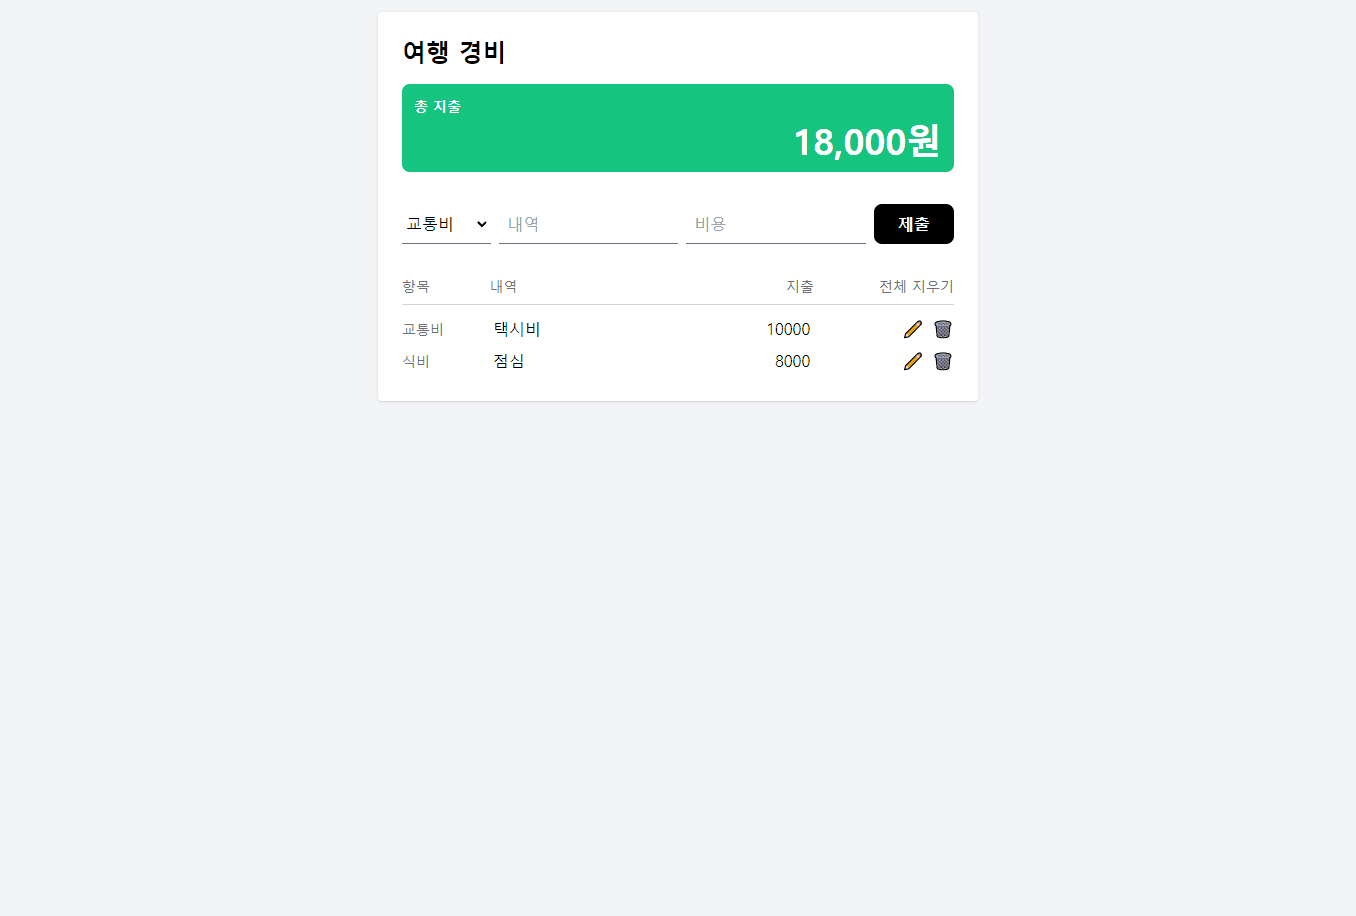 여행 경비
총 지출
18,000원
교통비 내역 비용 제출
항목 내역 지출 전체 지우기
교통비 택시비 10000
식비 점심 8000